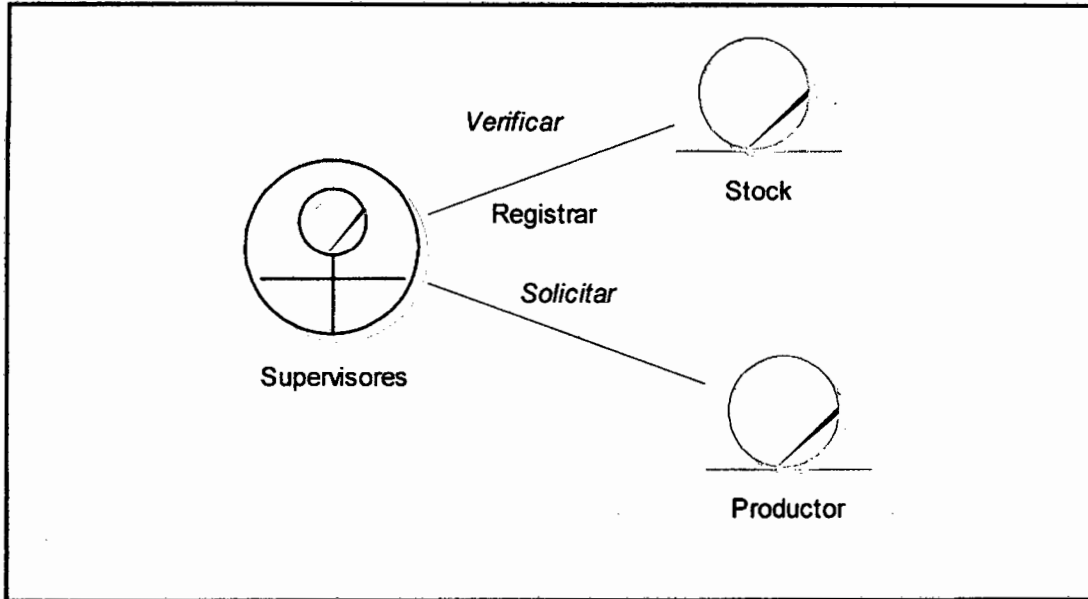 Verificar
Stock
Registrar
Solicitar
Supervisores
Productor